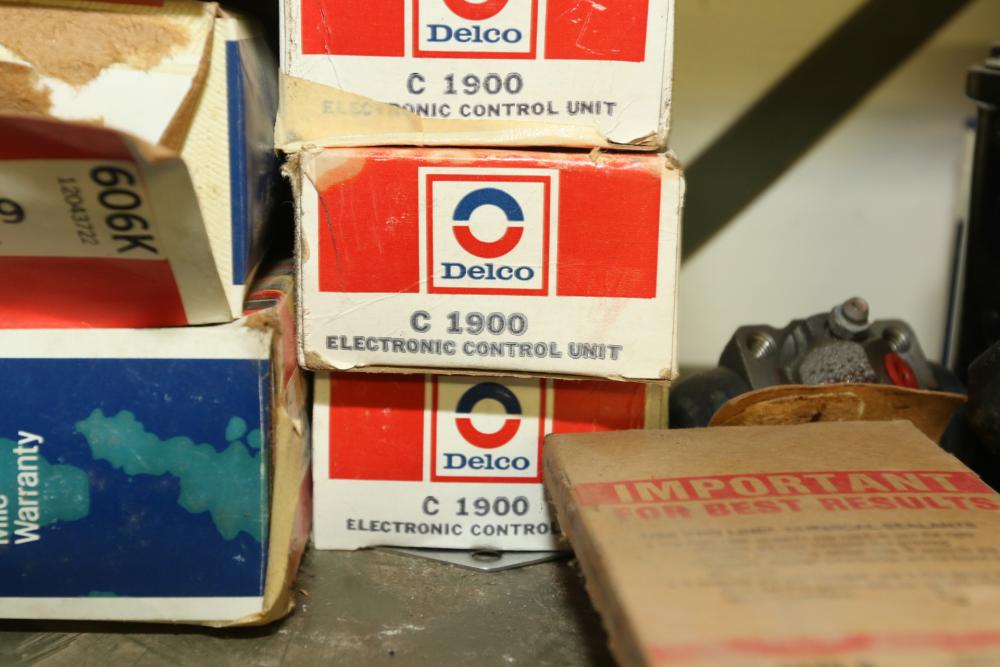 Delco
C 1900
ELECTRONIC CONTROL UNIT
Delco
C 1900
ELECTRONIC CONTROL UNIT
Delco
C 1900
ELECTRONIC CONTROL
606K
12043722
Warranty
IMPORTANT
FOR BEST RESULTS